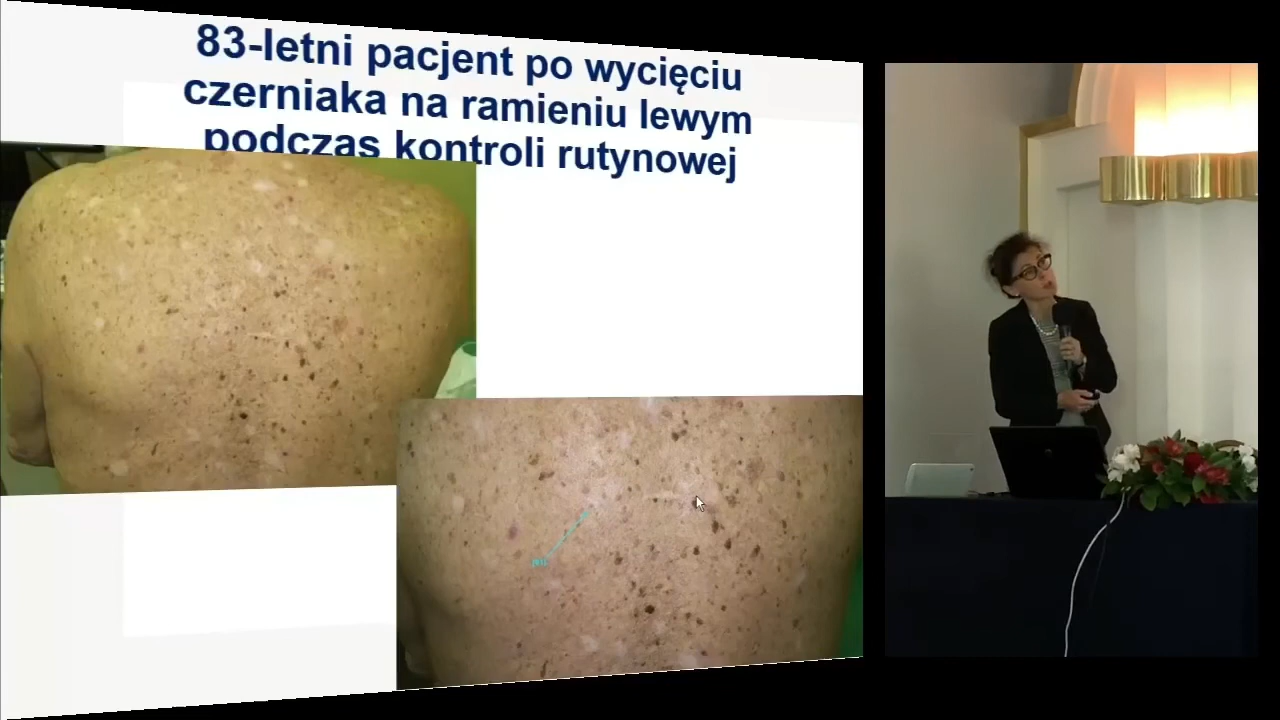 83-letni pacjent po wycięciu
czerniaka na ramieniu lewym
podczas kontroli rutynowej